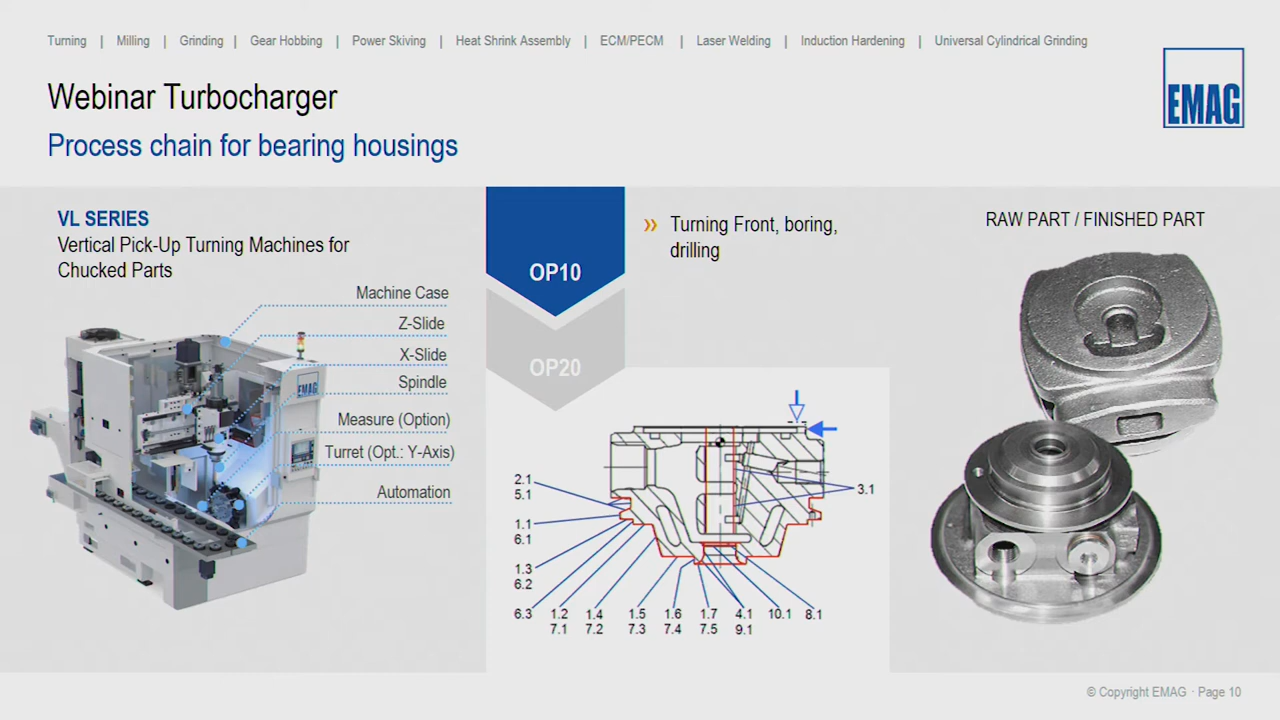 Turning | Milling | Grinding | Gear Hobbing | Power Skiving | Heat Shrink Assembly | ECM/PECM | Laser Welding | Induction Hardening | Universal Cylindrical Grinding
EMAG
Webinar Turbocharger
Process chain for bearing housings
VL SERIES
Vertical Pick-Up Turning Machines for
Chucked Parts
Machine Case
Z-Slide
X-Slide
Spindle
Measure (Option)
Turret (Opt.: Y-Axis)
Automation
EMAG
OP10
OP20
» Turning Front, boring,
drilling
2.1
5.1
1.1
6.1
1.3
6.2
6.3 1.2 1.4 1.5 1.6 1.7 4.1 10.1 8.1
7.1 7.2 7.3 7.4 7.5 9.1
3.1
RAW PART / FINISHED PART
© Copyright EMAG · Page 10